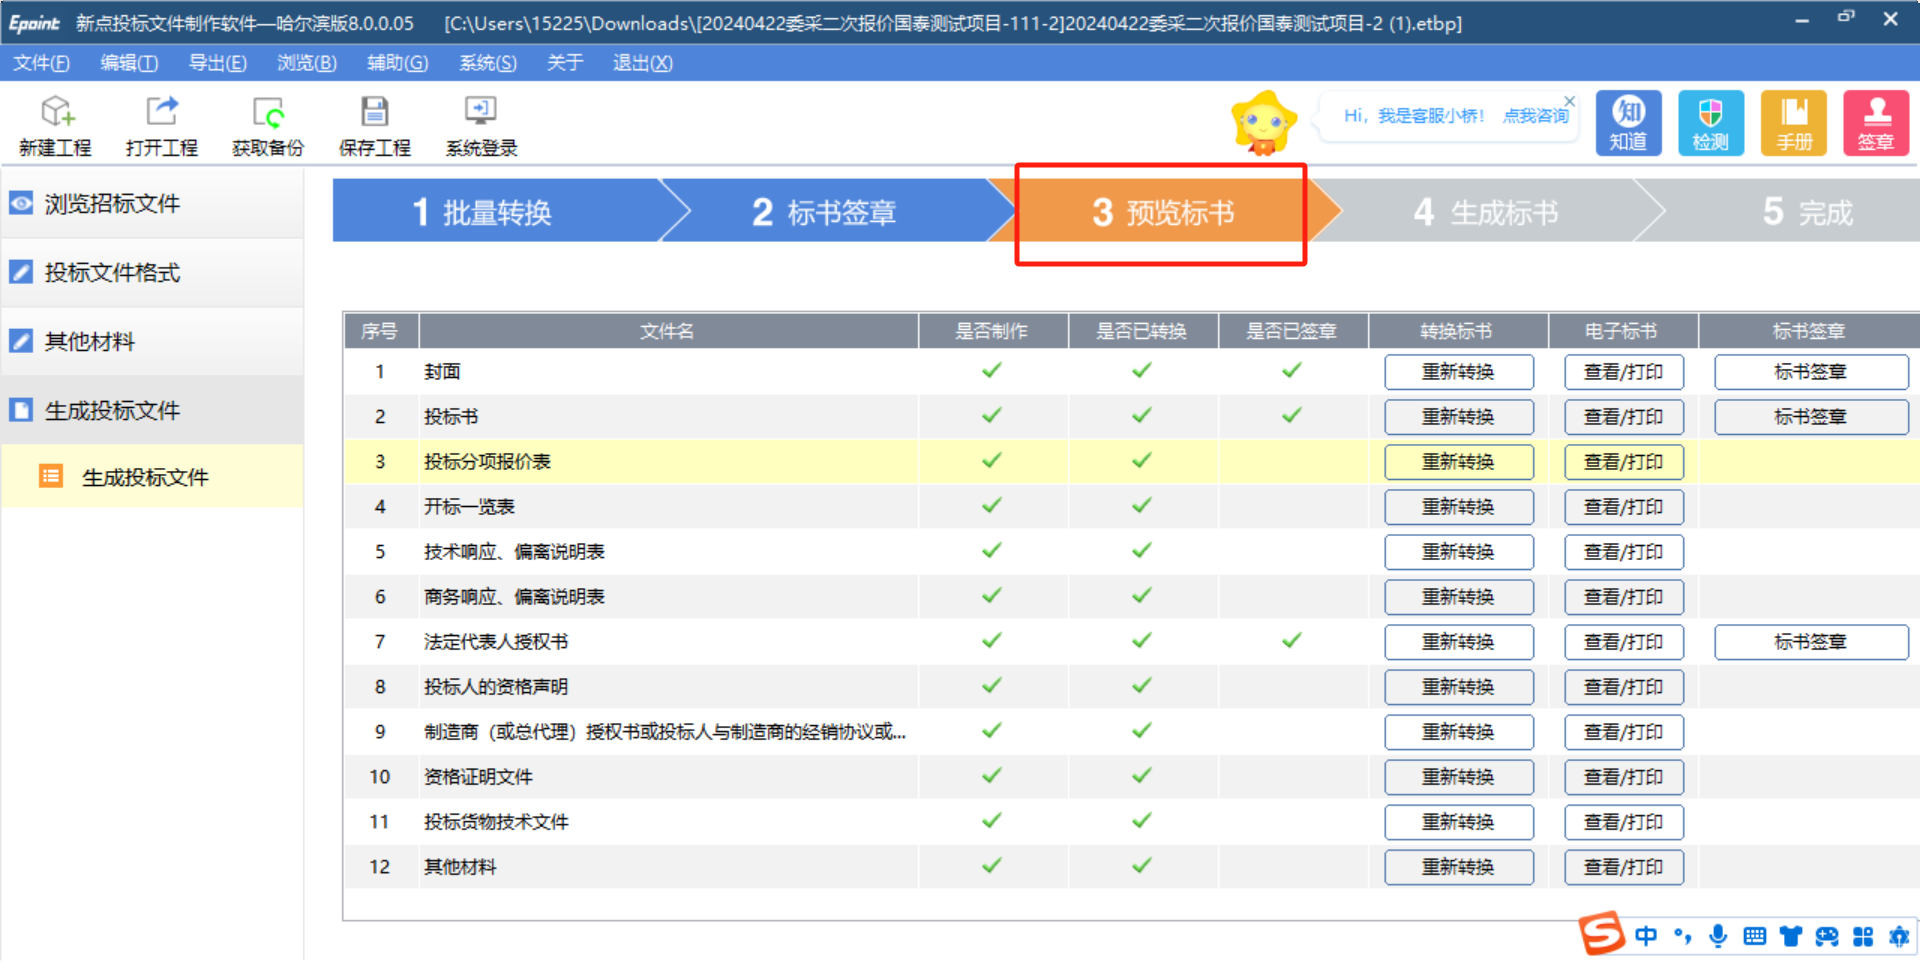 Epoint 新点投标文件制作软件—哈尔滨版8.0.0.05 [C:\Users\15225\Downloads\[20240422委采二次报价国泰测试项目-111-2]20240422委采二次报价国泰测试项目-2 (1).etbp]
文件(F) 编辑(T) 导出(E) 浏览(B) 辅助(G) 系统(S) 关于 退出(X)
新建工程 打开工程 获取备份 保存工程 系统登录
Hi，我是客服小桥！ 点我咨询
知
知道 检测 手册 签章
浏览招标文件
投标文件格式
其他材料
生成投标文件
生成投标文件
1 批量转换 2 标书签章 3 预览标书 4 生成标书 5 完成
序号 文件名 是否制作 是否已转换 是否已签章 转换标书 电子标书 标书签章
1 封面 重新转换 查看/打印 标书签章
2 投标书 重新转换 查看/打印 标书签章
3 投标分项报价表 重新转换 查看/打印
4 开标一览表 重新转换 查看/打印
5 技术响应、偏离说明表 重新转换 查看/打印
6 商务响应、偏离说明表 重新转换 查看/打印
7 法定代表人授权书 重新转换 查看/打印 标书签章
8 投标人的资格声明 重新转换 查看/打印
9 制造商（或总代理）授权书或投标人与制造商的经销协议或... 重新转换 查看/打印
10 资格证明文件 重新转换 查看/打印
11 投标货物技术文件 重新转换 查看/打印
12 其他材料 重新转换 查看/打印
S 中